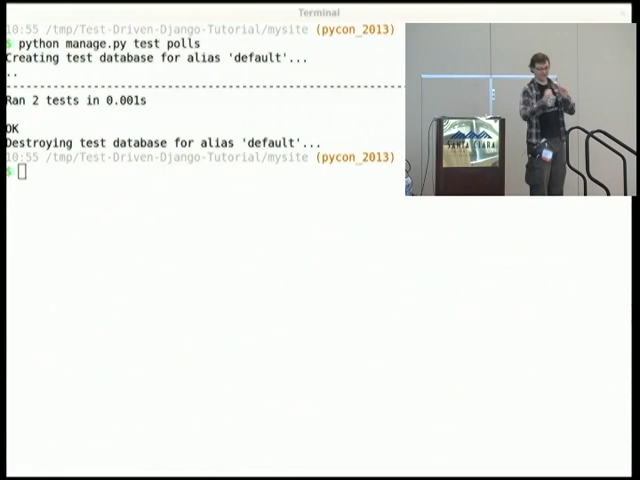 Terminal
10:55 /tmp/Test-Driven-Django-Tutorial/mysite (pycon_2013)
$ python manage.py test polls
Creating test database for alias 'default'...
..
----------------------------------------------------------------------
Ran 2 tests in 0.001s
OK
Destroying test database for alias 'default'...
10:55 /tmp/Test-Driven-Django-Tutorial/mysite (pycon_2013)
$
SANTA CLARA